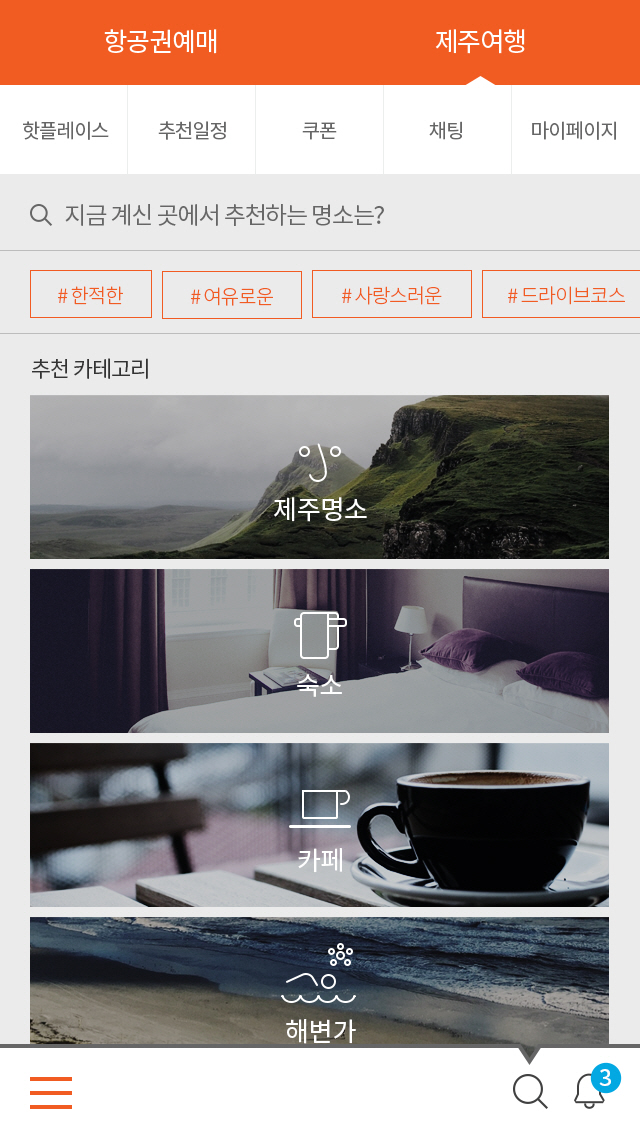 항공권예매 제주여행
핫플레이스 추천일정 쿠폰 채팅 마이페이지
지금 계신 곳에서 추천하는 명소는?
# 한적한 # 여유로운 # 사랑스러운 # 드라이브코스
추천 카테고리
제주명소
숙소
카페
해변가
3